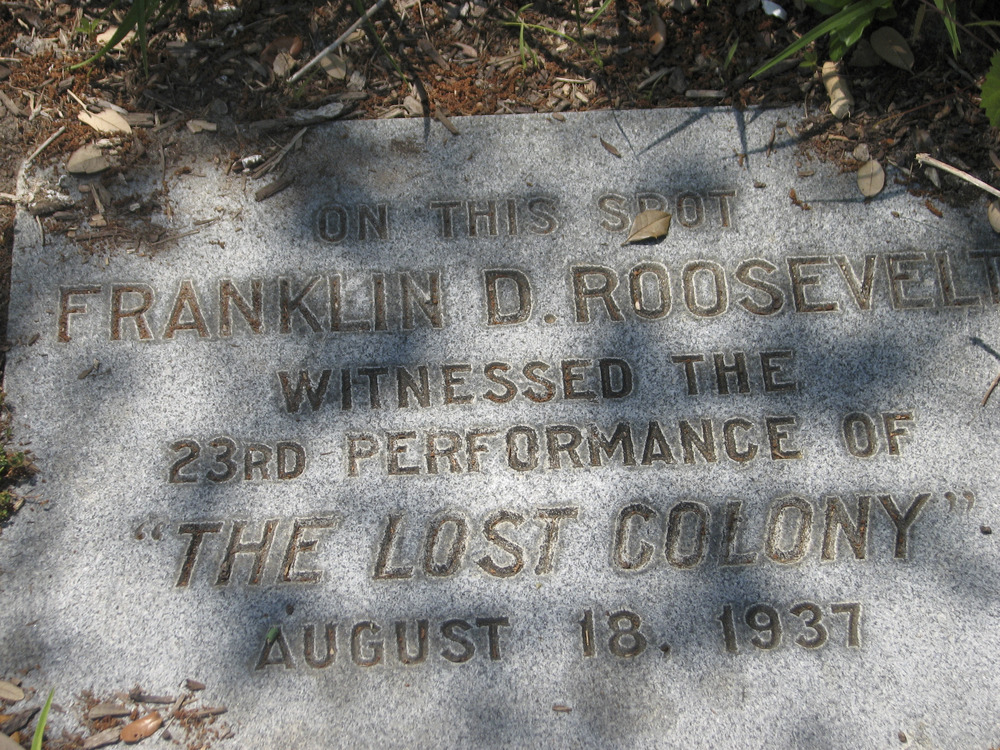 ON THIS SPOT
FRANKLIN D. ROOSEVELT
WITNESSED THE
23RD PERFORMANCE OF
"THE LOST COLONY"
AUGUST 18, 1937